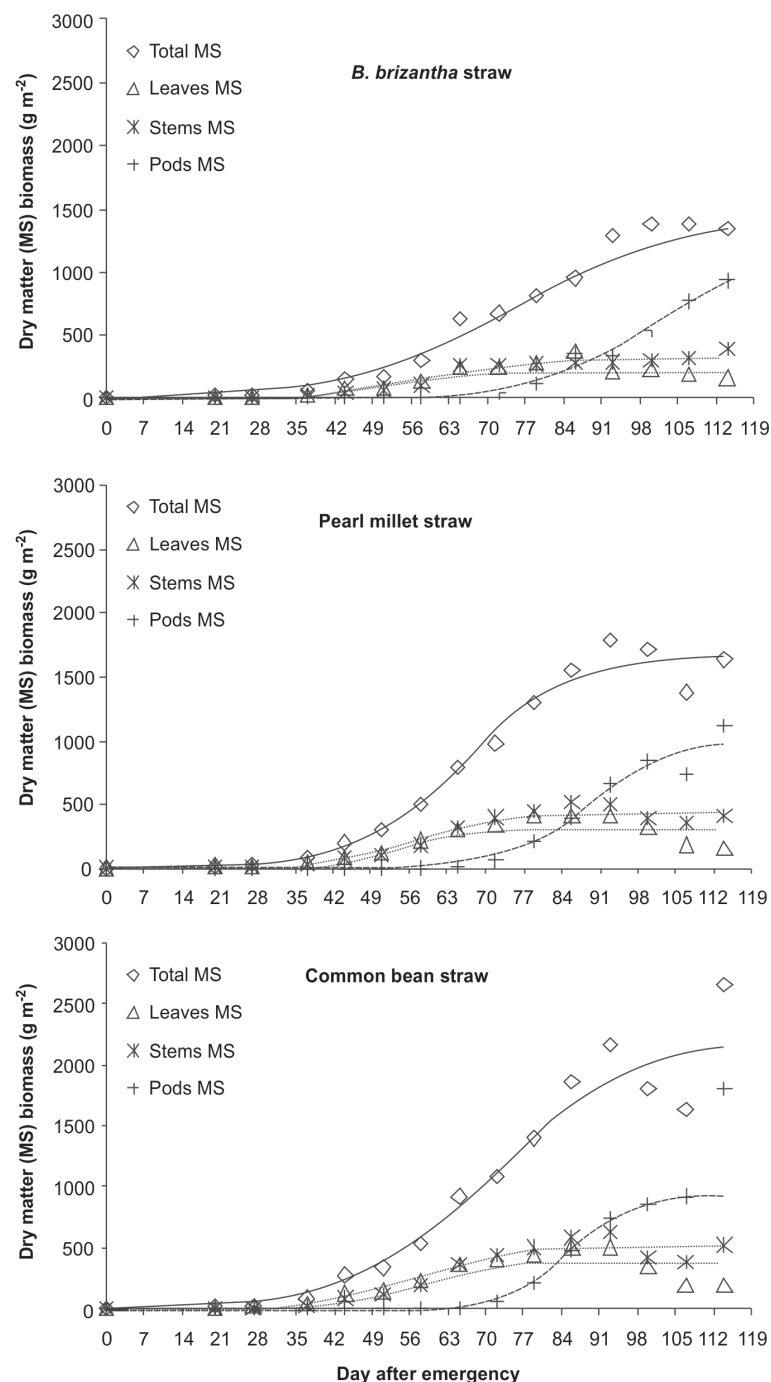 3000
2500
2000
1500
1000
500
0
Dry matter (MS) biomass (g m-2)
B. brizantha straw
Total MS
Leaves MS
Stems MS
Pods MS
0 7 14 21 28 35 42 49 56 63 70 77 84 91 98 105 112 119
3000
2500
2000
1500
1000
500
0
Dry matter (MS) biomass (g m-2)
Pearl millet straw
Total MS
Leaves MS
Stems MS
Pods MS
0 7 14 21 28 35 42 49 56 63 70 77 84 91 98 105 112 119
3000
2500
2000
1500
1000
500
0
Dry matter (MS) biomass (g m-2)
Common bean straw
Total MS
Leaves MS
Stems MS
Pods MS
0 7 14 21 28 35 42 49 56 63 70 77 84 91 98 105 112 119
Day after emergency